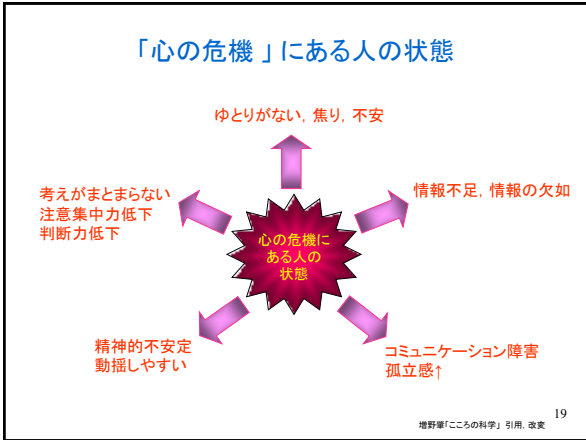 「心の危機 」にある人の状態
ゆとりがない, 焦り, 不安
考えがまとまらない
注意集中力低下
判断力低下
情報不足, 情報の欠如
心の危機に
ある人の
状態
精神的不安定
動揺しやすい
コミュニケーション障害
孤立感↑
19
増野肇「こころの科学」 引用, 改変